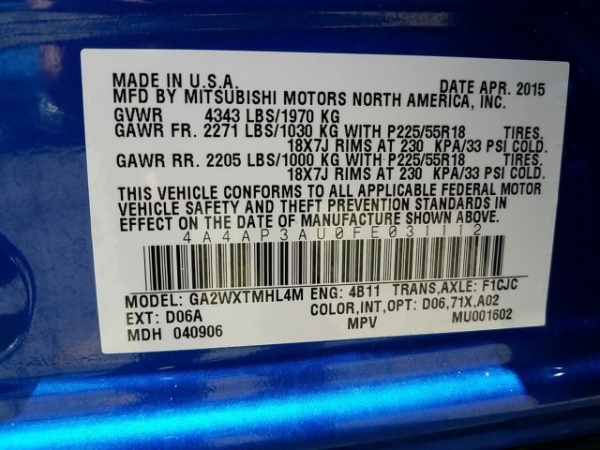 MADE IN U.S.A. DATE APR. 2015
MFD BY MITSUBISHI MOTORS NORTH AMERICA, INC.
GVWR 4343 LBS/1970 KG
GAWR FR. 2271 LBS/1030 KG WITH P225/55R18 TIRES.
18X7J RIMS AT 230 KPA/33 PSI COLD.
GAWR RR. 2205 LBS/1000 KG WITH P225/55R18 TIRES.
18X7J RIMS AT 230 KPA/33 PSI COLD.
THIS VEHICLE CONFORMS TO ALL APPLICABLE FEDERAL MOTOR
VEHICLE SAFETY AND THEFT PREVENTION STANDARDS IN
EFFECT ON THE DATE OF MANUFACTURE SHOWN ABOVE.
4A4AP3AU0FE031112
MODEL: GA2WXTMHL4M ENG: 4B11 TRANS,AXLE: F1CJC
EXT: D06A COLOR,INT,OPT: D06,71X,A02
MDH 040906 MPV MU001602